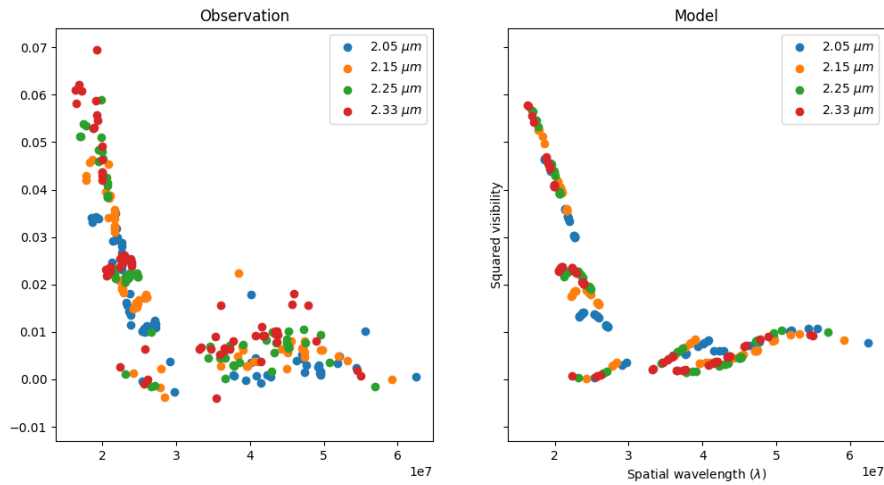 Observation
Model
0.07
0.06
0.05
0.04
0.03
0.02
0.01
0.00
−0.01
2.05 μm
2.15 μm
2.25 μm
2.33 μm
2.05 μm
2.15 μm
2.25 μm
2.33 μm
Squared visibility
2 3 4 5 6
1e7
2 3 4 5 6
1e7
Spatial wavelength (λ)